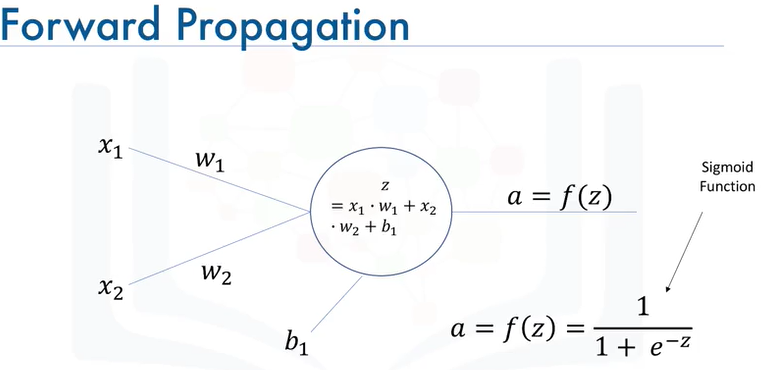 Forward Propagation
x₁
w₁
z
= x₁ · w₁ + x₂
· w₂ + b₁
a = f(z)
Sigmoid
Function
x₂
w₂
b₁
a = f(z) = 1 / (1 + e^{-z})